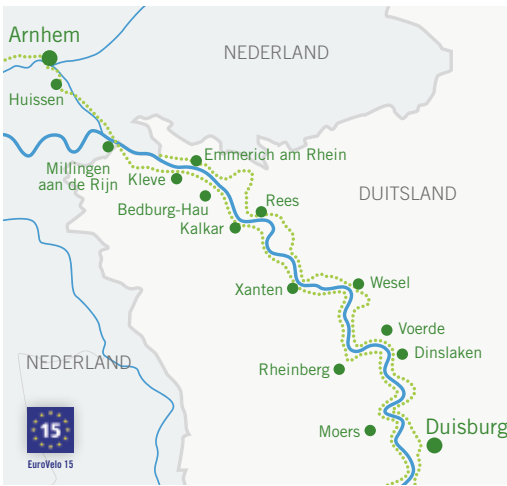 Arnhem
NEDERLAND
Huissen
Emmerich am Rhein
Millingen
aan de Rijn
Kleve
DUITSLAND
Bedburg-Hau
Rees
Kalkar
Xanten
Wesel
Voerde
Dinslaken
NEDERLAND
Rheinberg
15
Moers
Duisburg
EuroVelo 15